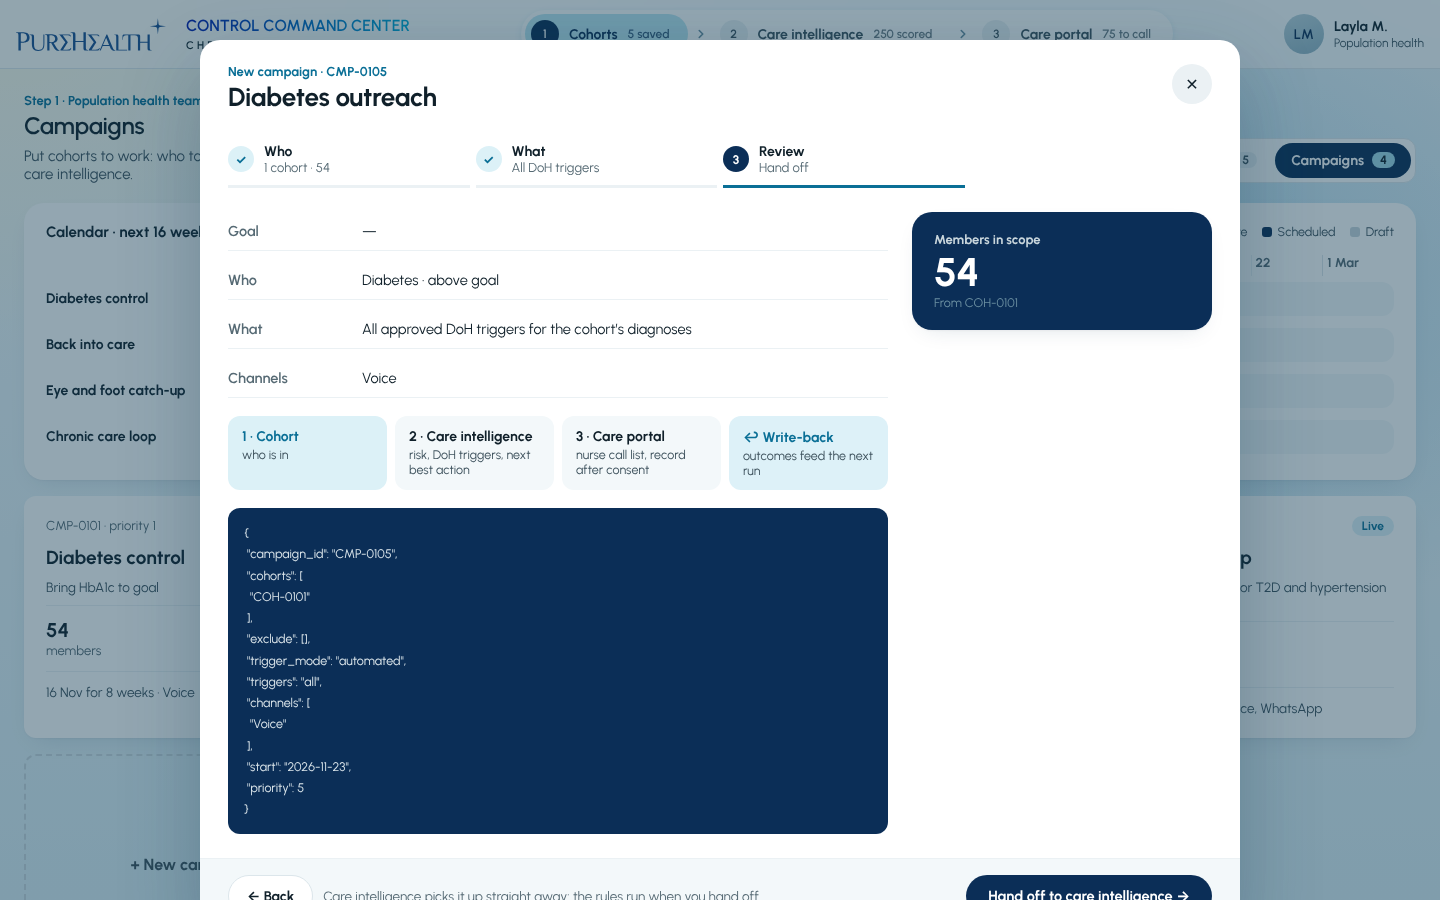 PUREHEALTH
CONTROL COMMAND CENTER
1 Cohorts 5 saved
2 Care intelligence 250 scored
3 Care portal 75 to call
LM
Layla M.
Population health
Step 1 · Population health team
Campaigns
Put cohorts to work: who to
care intelligence.
5
Campaigns 4
Calendar · next 16
Scheduled
Draft
22
1 Mar
Diabetes control
Back into care
Eye and foot catch-up
Chronic care loop
CMP-0101 · priority 1
Diabetes control
Bring HbA1c to goal
54
members
16 Nov for 8 weeks · Voice
Live
or T2D and hypertension
WhatsApp
+ New
New campaign · CMP-0105
Diabetes outreach
✕
✓ Who
1 cohort · 54
✓ What
All DoH triggers
3 Review
Hand off
Goal —
Who Diabetes · above goal
What All approved DoH triggers for the cohort's diagnoses
Channels Voice
Members in scope
54
From COH-0101
1 · Cohort
who is in
2 · Care intelligence
risk, DoH triggers, next
best action
3 · Care portal
nurse call list, record
after consent
↩ Write-back
outcomes feed the next
run
{
"campaign_id": "CMP-0105",
"cohorts": [
"COH-0101"
],
"exclude": [],
"trigger_mode": "automated",
"triggers": "all",
"channels": [
"Voice"
],
"start": "2026-11-23",
"priority": 5
}
← Back
Care intelligence picks it up straight away; the rules run when you hand off
Hand off to care intelligence →